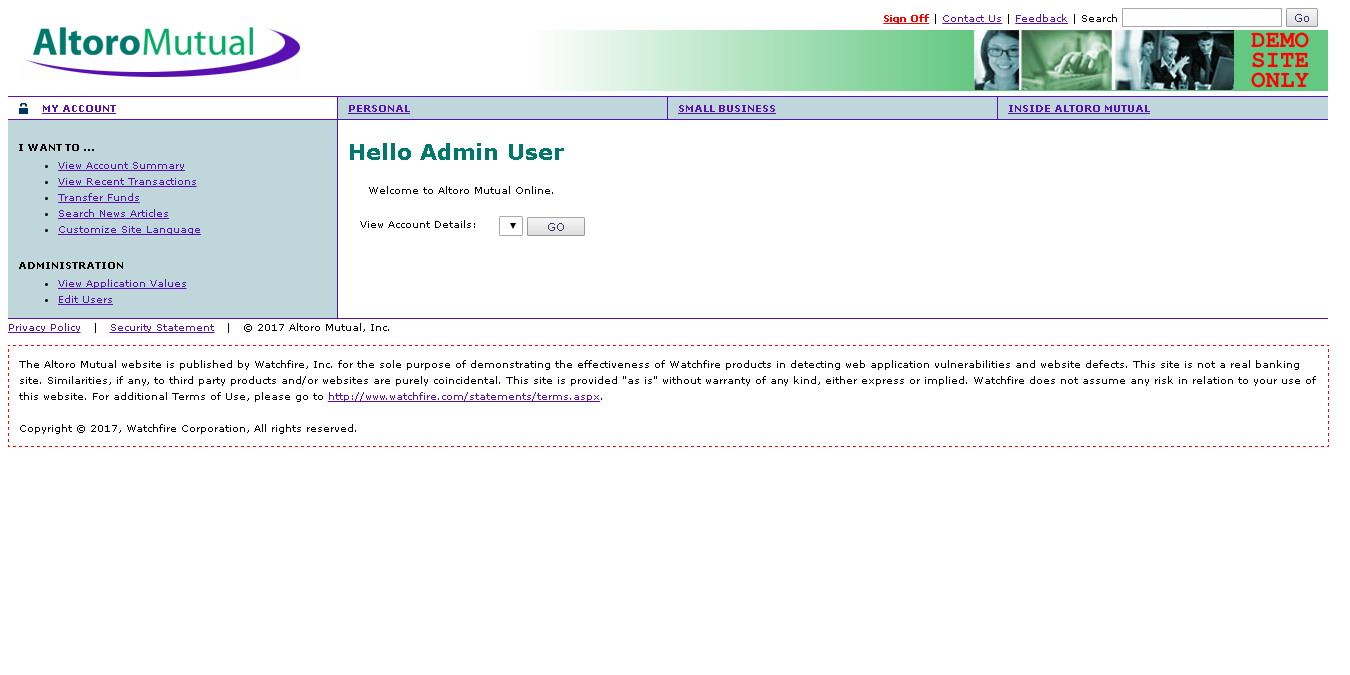 Sign Off | Contact Us | Feedback | Search Go
AltoroMutual
DEMO
SITE
ONLY
MY ACCOUNT PERSONAL SMALL BUSINESS INSIDE ALTORO MUTUAL
I WANT TO ...
• View Account Summary
• View Recent Transactions
• Transfer Funds
• Search News Articles
• Customize Site Language
ADMINISTRATION
• View Application Values
• Edit Users
Hello Admin User
Welcome to Altoro Mutual Online.
View Account Details: ▼ GO
Privacy Policy | Security Statement | © 2017 Altoro Mutual, Inc.
The Altoro Mutual website is published by Watchfire, Inc. for the sole purpose of demonstrating the effectiveness of Watchfire products in detecting web application vulnerabilities and website defects. This site is not a real banking
site. Similarities, if any, to third party products and/or websites are purely coincidental. This site is provided "as is" without warranty of any kind, either express or implied. Watchfire does not assume any risk in relation to your use of
this website. For additional Terms of Use, please go to http://www.watchfire.com/statements/terms.aspx.
Copyright © 2017, Watchfire Corporation, All rights reserved.